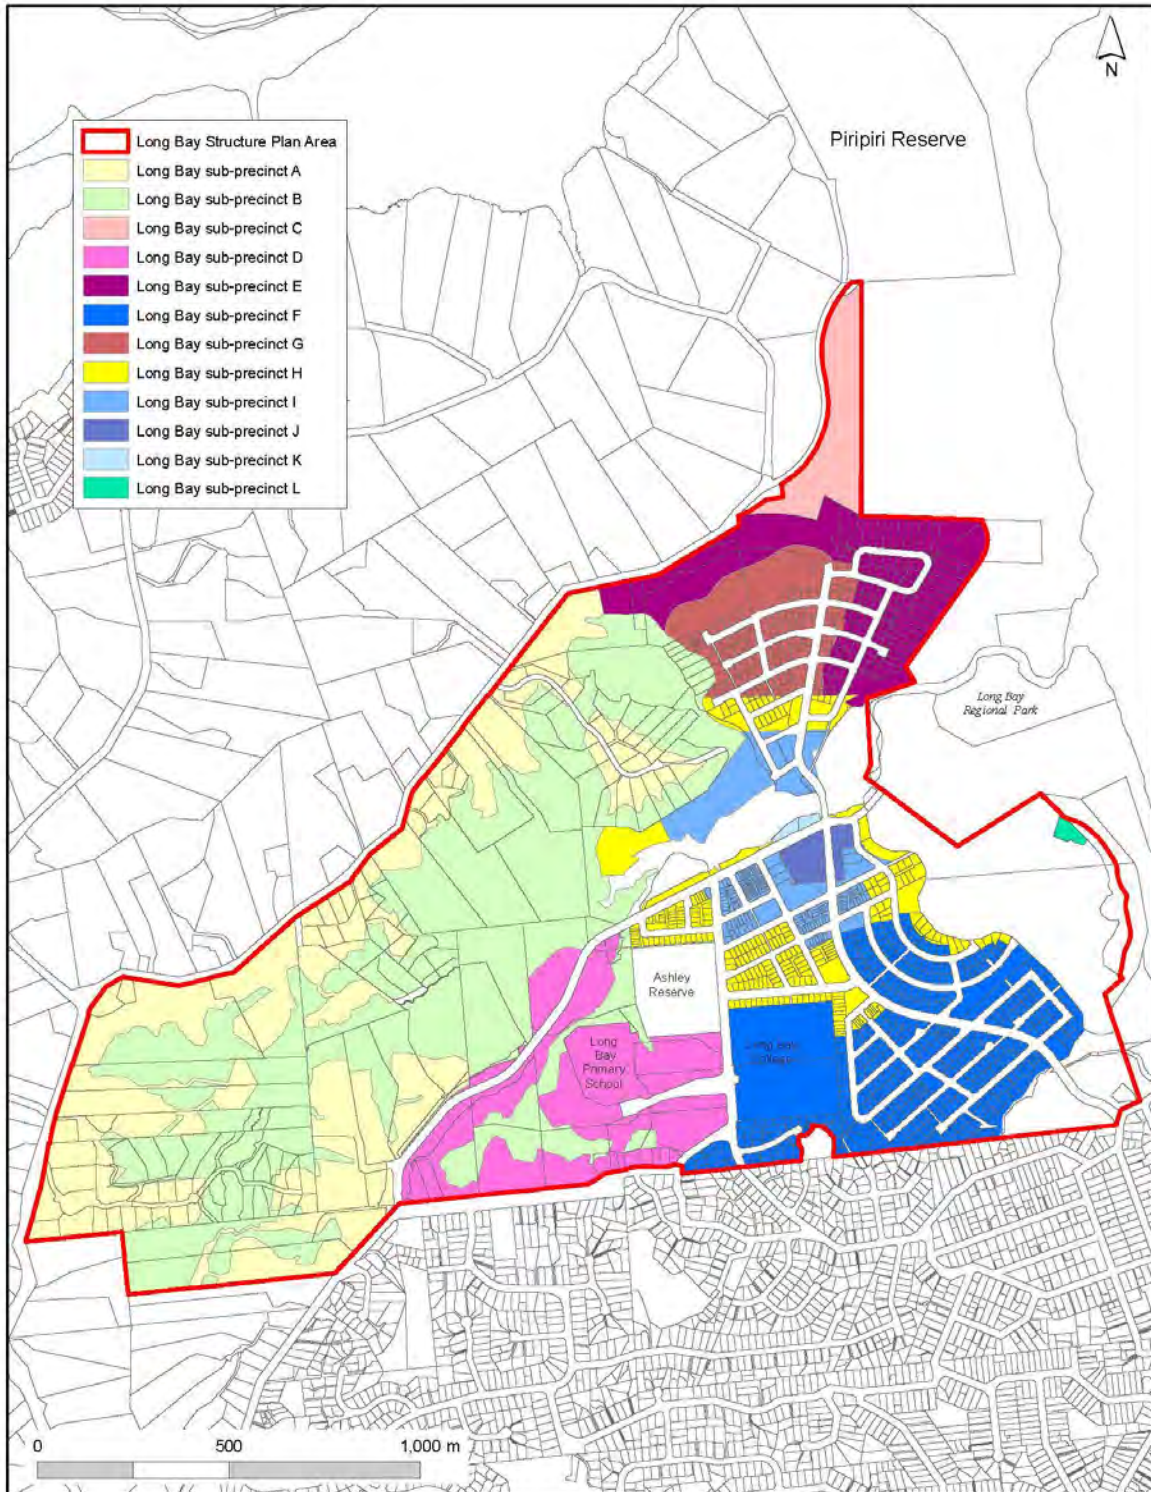 N
Piripiri Reserve
Long Bay Structure Plan Area
Long Bay sub-precinct A
Long Bay sub-precinct B
Long Bay sub-precinct C
Long Bay sub-precinct D
Long Bay sub-precinct E
Long Bay sub-precinct F
Long Bay sub-precinct G
Long Bay sub-precinct H
Long Bay sub-precinct I
Long Bay sub-precinct J
Long Bay sub-precinct K
Long Bay sub-precinct L
Long Bay
Regional Park
Ashley
Reserve
Long
Bay
Primary
School
Long Bay
College
0 500 1,000 m